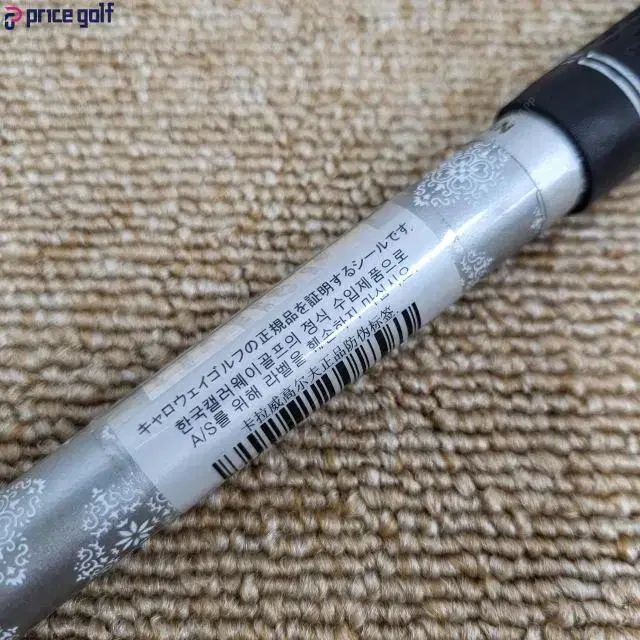 price golf
N
キャロウェイゴルフの正規品を証明するシールです。
한국캘러웨이골프의 정식 수입제품으로
A/S를 위해 라벨을 훼손하지 마십시오
卡拉威高尔夫正品防伪标签